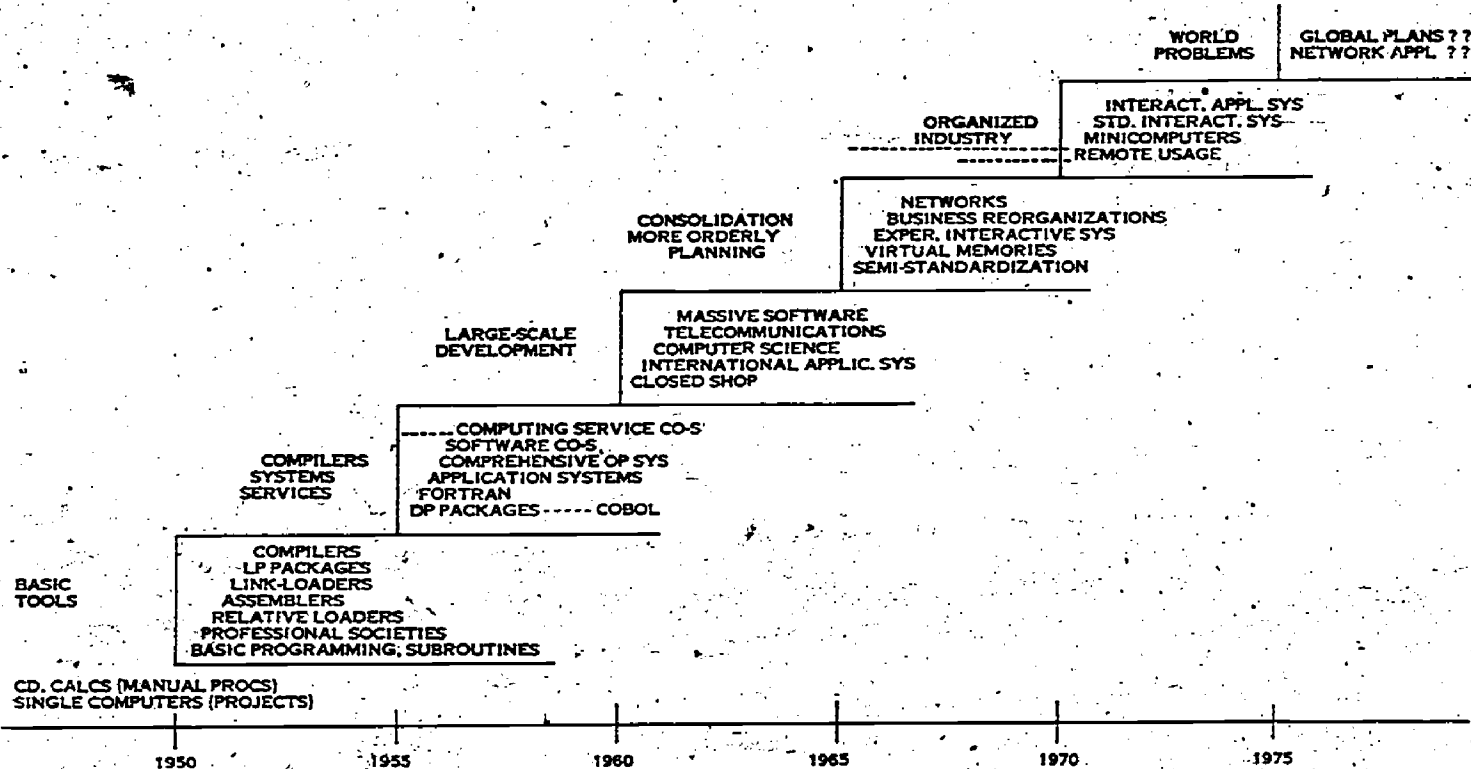 WORLD
PROBLEMS
GLOBAL PLANS ? ?
NETWORK APPL ? ?
ORGANIZED
INDUSTRY
INTERACT. APPL. SYS
STD. INTERACT. SYS
MINICOMPUTERS
REMOTE USAGE
CONSOLIDATION
MORE ORDERLY
PLANNING
NETWORKS
BUSINESS REORGANIZATIONS
EXPER. INTERACTIVE SYS
VIRTUAL MEMORIES
SEMI-STANDARDIZATION
LARGE-SCALE
DEVELOPMENT
MASSIVE SOFTWARE
TELECOMMUNICATIONS
COMPUTER SCIENCE
INTERNATIONAL APPLIC. SYS
CLOSED SHOP
COMPILERS
SYSTEMS
SERVICES
COMPUTING SERVICE CO-S
SOFTWARE CO-S
COMPREHENSIVE OP SYS
APPLICATION SYSTEMS
FORTRAN
DP PACKAGES ----- COBOL
BASIC
TOOLS
COMPILERS
LP PACKAGES
LINK-LOADERS
ASSEMBLERS
RELATIVE LOADERS
PROFESSIONAL SOCIETIES
BASIC PROGRAMMING, SUBROUTINES
CD. CALCS (MANUAL PROCS)
SINGLE COMPUTERS (PROJECTS)
1950 1955 1960 1965 1970 1975